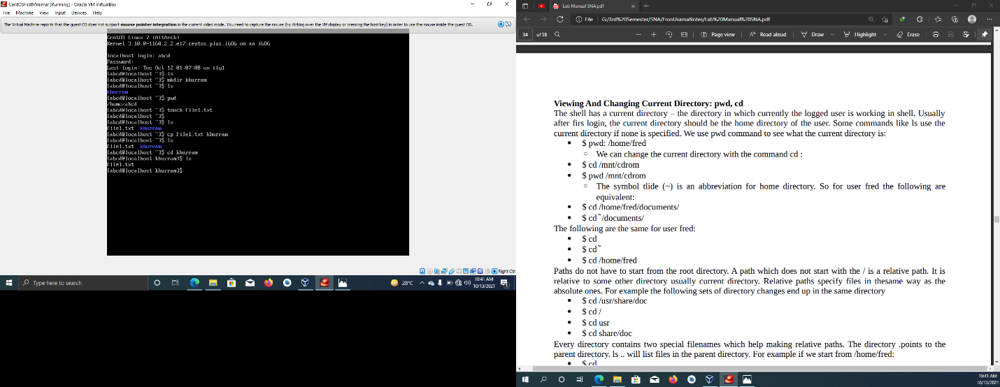 CentOSFirstMinimal [Running] - Oracle VM VirtualBox
File Machine View Input Devices Help
The Virtual Machine reports that the guest OS does not support mouse pointer integration in the current video mode. You need to capture the mouse (by clicking over the VM display or pressing the host key) in order to use the mouse inside the guest OS.
CentOS Linux 7 (AltArch)
Kernel 3.10.0-1160.2.2.el7.centos.plus.i686 on an i686
localhost login: abcd
Password:
Last login: Tue Oct 12 01:07:08 on tty1
[abcd@localhost ~]$ ls
[abcd@localhost ~]$ mkdir khurram
[abcd@localhost ~]$ ls
khurram
[abcd@localhost ~]$ pwd
/home/abcd
[abcd@localhost ~]$ touch file1.txt
[abcd@localhost ~]$
[abcd@localhost ~]$ ls
file1.txt khurram
[abcd@localhost ~]$ cp file1.txt khurram
[abcd@localhost ~]$ ls
file1.txt khurram
[abcd@localhost ~]$ cd khurram
[abcd@localhost khurram]$ ls
file1.txt
[abcd@localhost khurram]$
Right Ctrl
Type here to search
28°C
10:41 AM
10/13/2021
Lab Manual SNA.pdf
File G:/3rd%20Semester/SNA/FronUsamaNotes/Lab%20Manual%20SNA.pdf
34 of 58 Page view Read aloud Draw Highlight Erase
Viewing And Changing Current Directory: pwd, cd
The shell has a current directory – the directory in which currently the logged user is working in shell. Usually
after firs login, the current directory should be the home directory of the user. Some commands like ls use the
current directory if none is specified. We use pwd command to see what the current directory is:
• $ pwd: /home/fred
○ We can change the current directory with the command cd :
• $ cd /mnt/cdrom
• $ pwd /mnt/cdrom
○ The symbol tlide (~) is an abbreviation for home directory. So for user fred the following are
equivalent:
• $ cd /home/fred/documents/
• $ cd˜/documents/
The following are the same for user fred:
• $ cd
• $ cd˜
• $ cd /home/fred
Paths do not have to start from the root directory. A path which does not start with the / is a relative path. It is
relative to some other directory usually current directory. Relative paths specify files in thesame way as the
absolute ones. For example the following sets of directory changes end up in the same directory
• $ cd /usr/share/doc
• $ cd /
• $ cd usr
• $ cd share/doc
Every directory contains two special filenames which help making relative paths. The directory .points to the
parent directory. ls .. will list files in the parent directory. For example if we start from /home/fred:
• $ cd
10:41 AM
10/13/2021